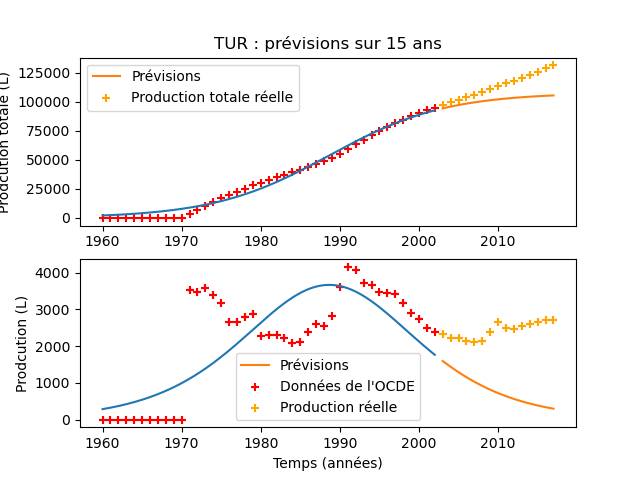 TUR : prévisions sur 15 ans
Prodcution totale (L)
125000
100000
75000
50000
25000
0
Prévisions
Production totale réelle
1960
1970
1980
1990
2000
2010
Prodcution (L)
4000
3000
2000
1000
0
Prévisions
Données de l'OCDE
Production réelle
1960
1970
1980
1990
2000
2010
Temps (années)